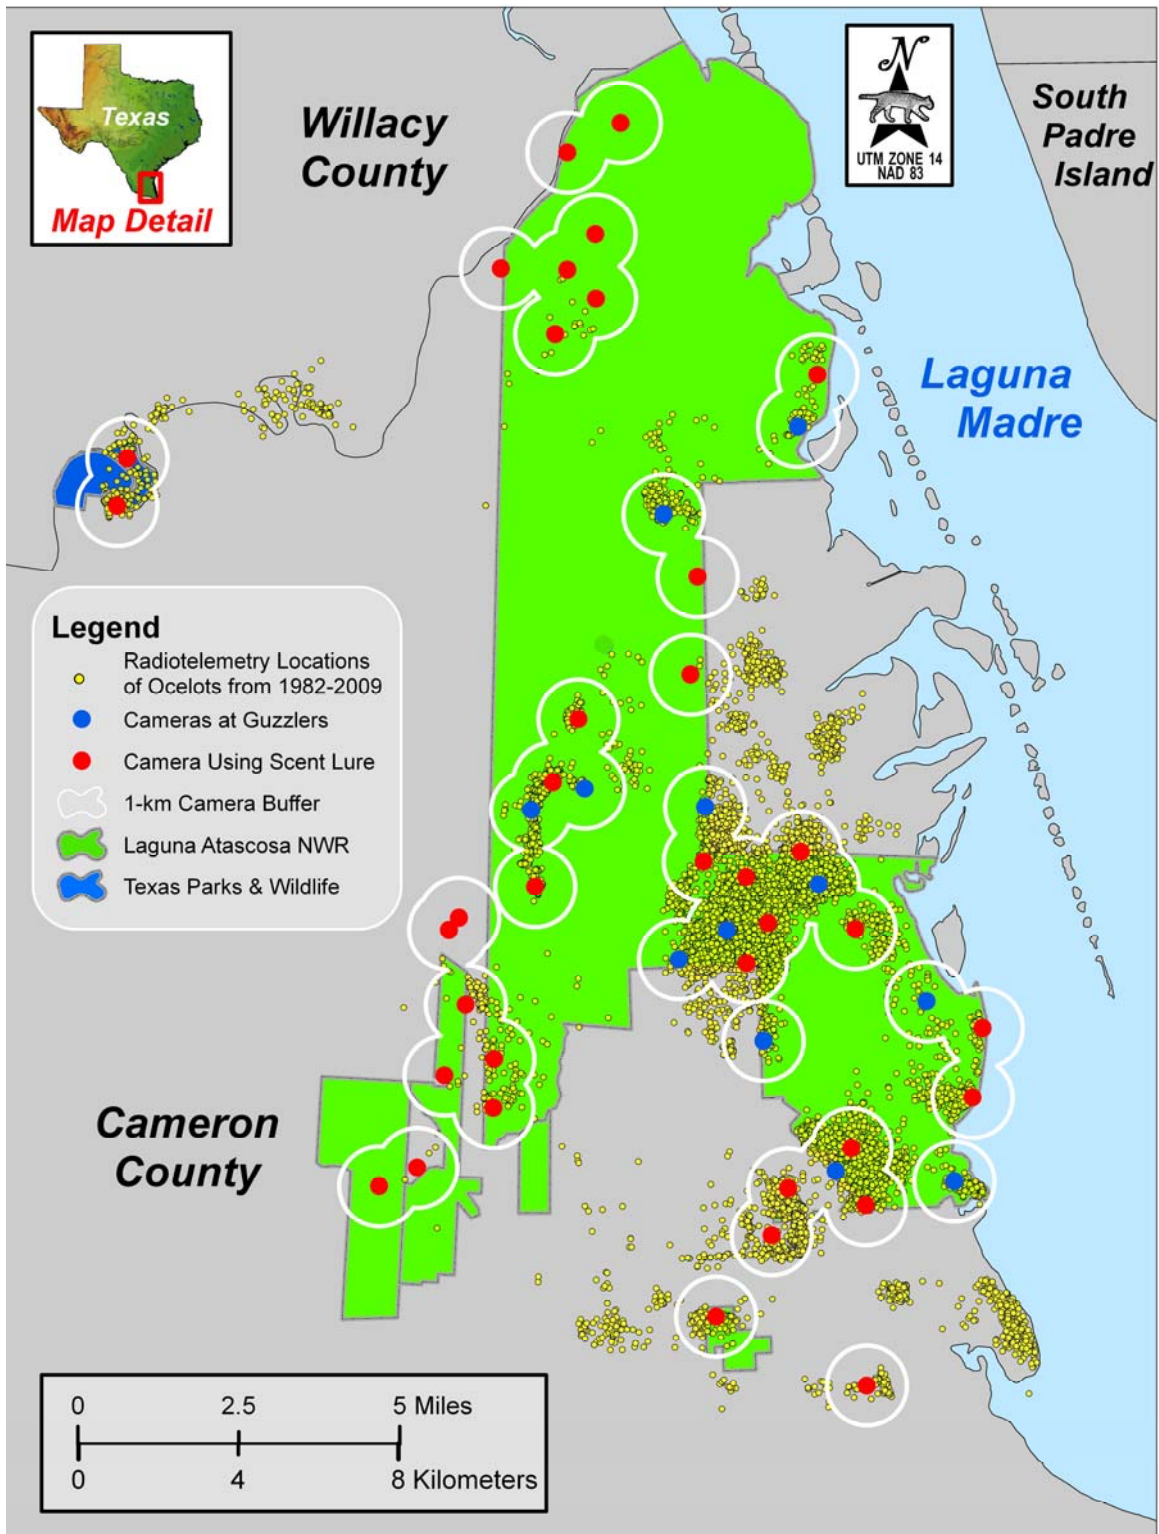 Texas
Map Detail
Willacy
County
N
UTM ZONE 14
NAD 83
South
Padre
Island
Laguna
Madre
Legend
Radiotelemetry Locations
of Ocelots from 1982-2009
Cameras at Guzzlers
Camera Using Scent Lure
1-km Camera Buffer
Laguna Atascosa NWR
Texas Parks & Wildlife
Cameron
County
0 2.5 5 Miles
0 4 8 Kilometers